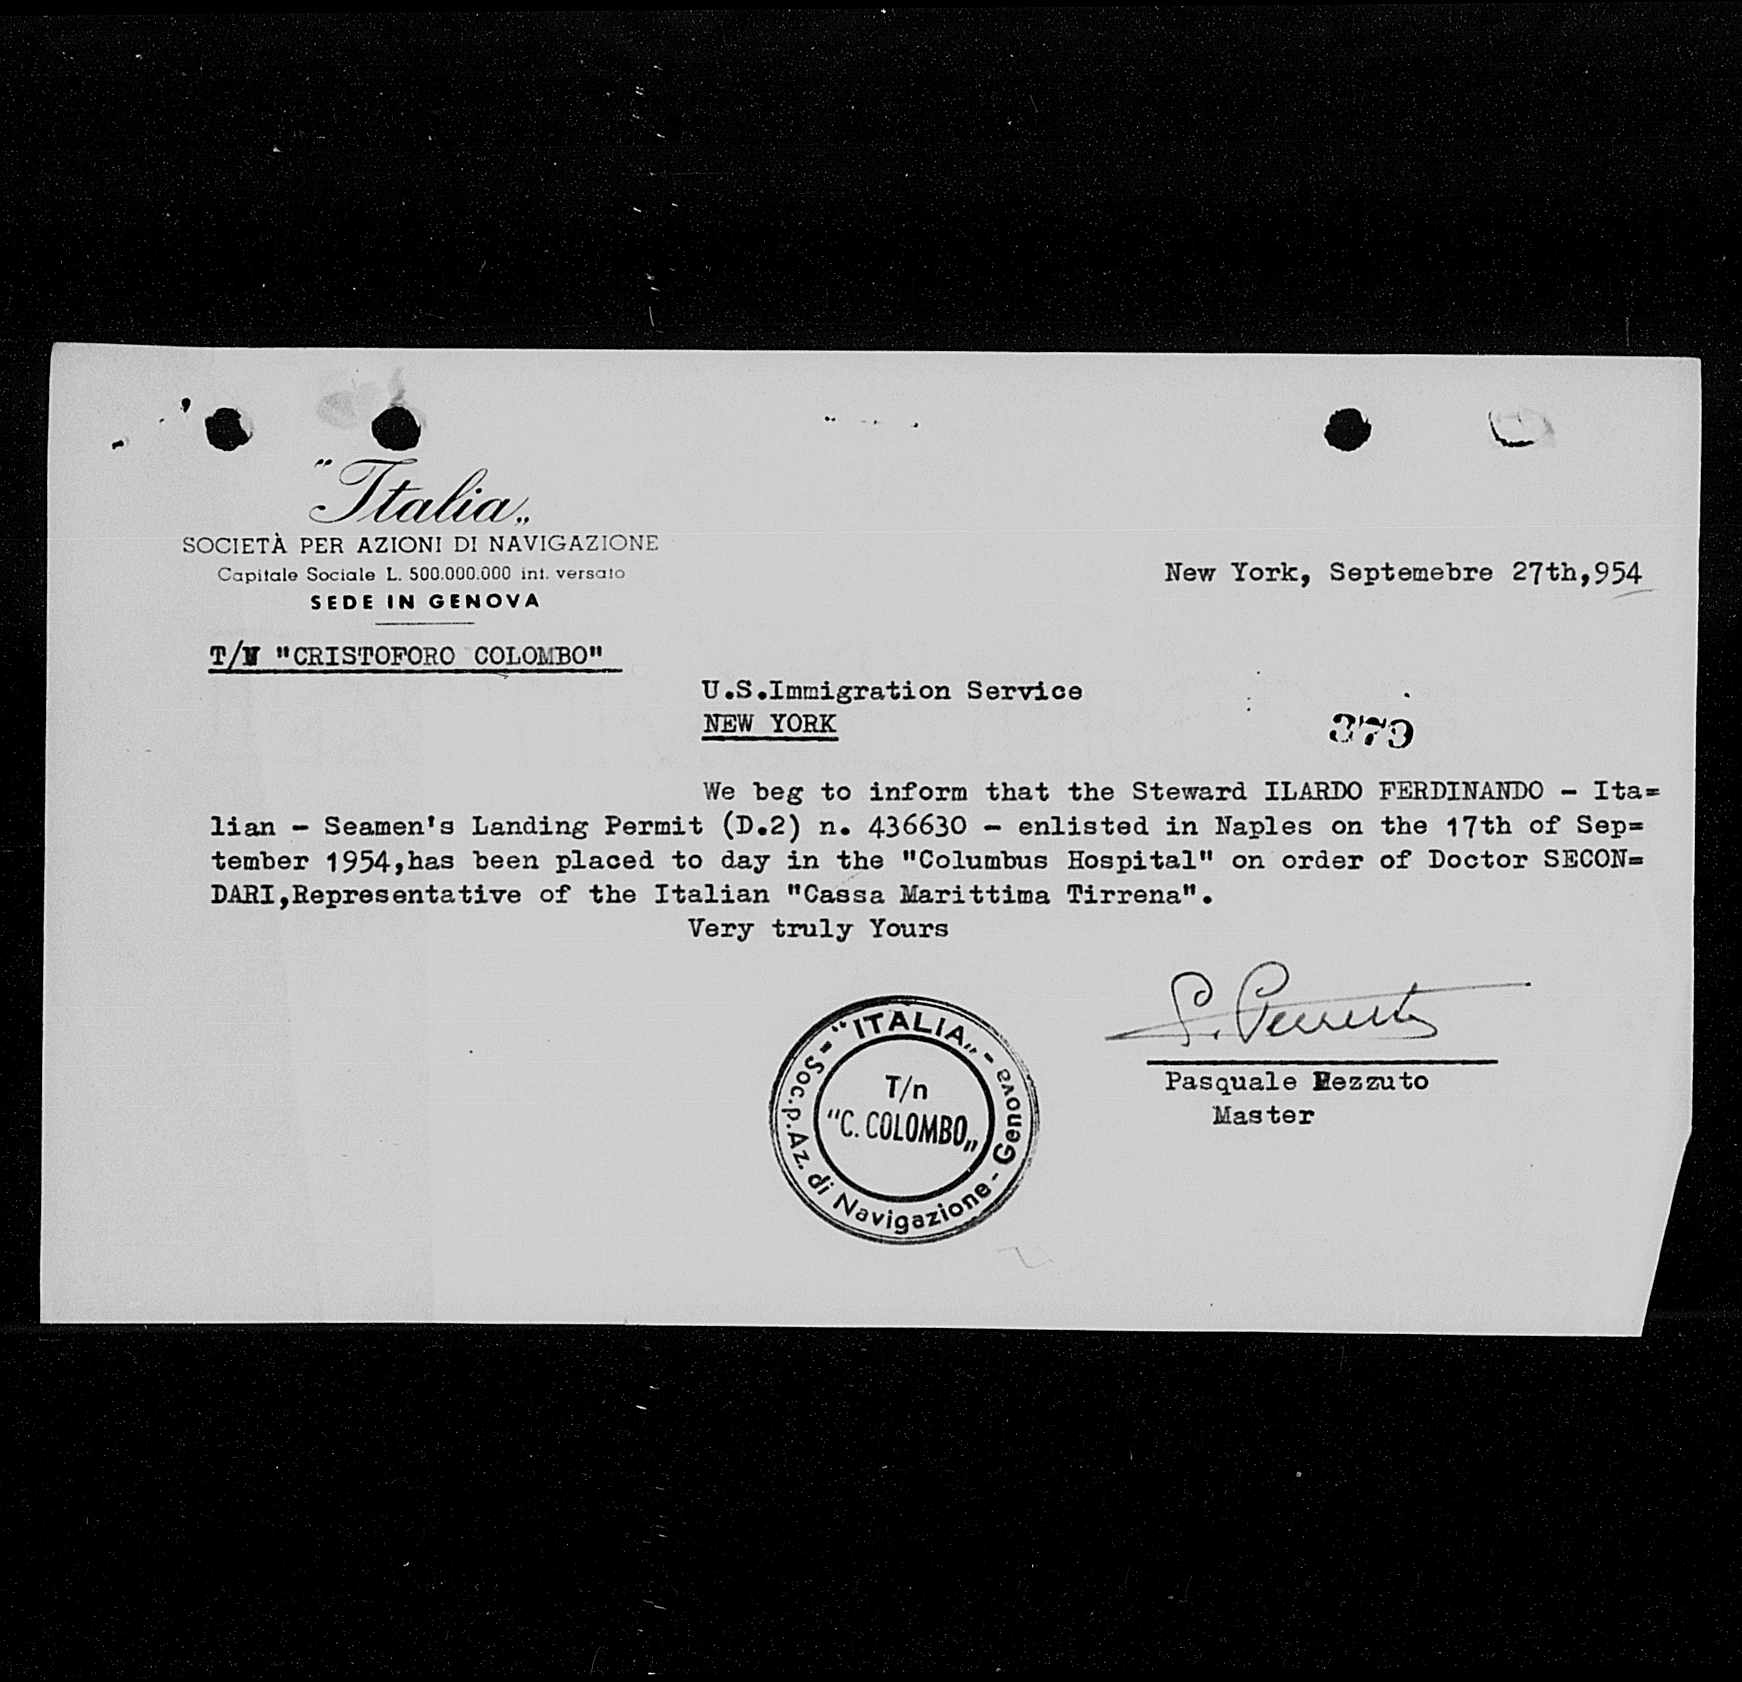 "Italia„
SOCIETÀ PER AZIONI DI NAVIGAZIONE
Capitale Sociale L. 500.000.000 int. versato
SEDE IN GENOVA
New York, Septemebre 27th,954
T/N "CRISTOFORO COLOMBO"
U.S.Immigration Service
NEW YORK
373
We beg to inform that the Steward ILARDO FERDINANDO - Ita=
lian - Seamen's Landing Permit (D.2) n. 436630 - enlisted in Naples on the 17th of Sep=
tember 1954,has been placed to day in the "Columbus Hospital" on order of Doctor SECON=
DARI,Representative of the Italian "Cassa Marittima Tirrena".
Very truly Yours
Pasquale Pezzuto
Master
"ITALIA„ - Genova
Soc. p. Az. di Navigazione -
T/n
"C. COLOMBO„